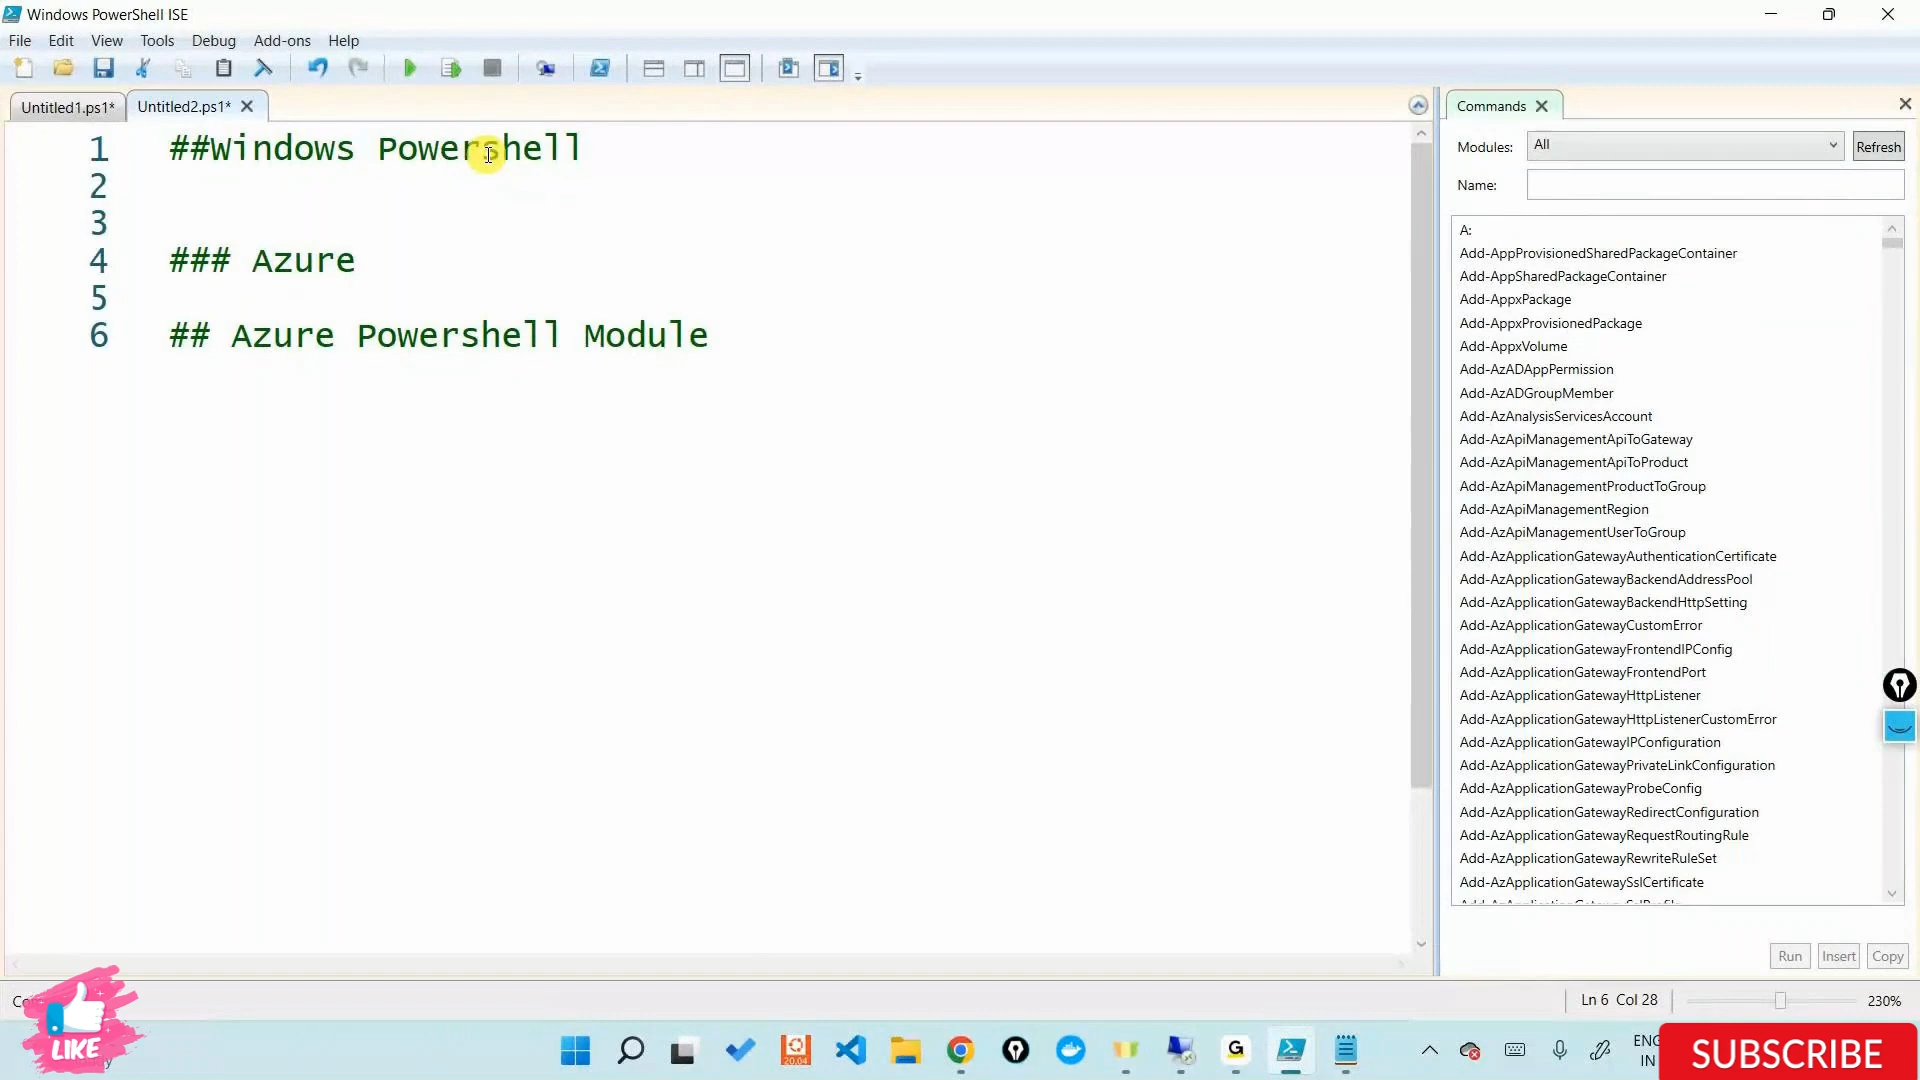 Windows PowerShell ISE
File Edit View Tools Debug Add-ons Help
Untitled1.ps1* Untitled2.ps1*
1 ##Windows Powershell
2
3
4 ### Azure
5
6 ## Azure Powershell Module
Commands
Modules: All Refresh
Name:
A:
Add-AppProvisionedSharedPackageContainer
Add-AppSharedPackageContainer
Add-AppxPackage
Add-AppxProvisionedPackage
Add-AppxVolume
Add-AzADAppPermission
Add-AzADGroupMember
Add-AzAnalysisServicesAccount
Add-AzApiManagementApiToGateway
Add-AzApiManagementApiToProduct
Add-AzApiManagementProductToGroup
Add-AzApiManagementRegion
Add-AzApiManagementUserToGroup
Add-AzApplicationGatewayAuthenticationCertificate
Add-AzApplicationGatewayBackendAddressPool
Add-AzApplicationGatewayBackendHttpSetting
Add-AzApplicationGatewayCustomError
Add-AzApplicationGatewayFrontendIPConfig
Add-AzApplicationGatewayFrontendPort
Add-AzApplicationGatewayHttpListener
Add-AzApplicationGatewayHttpListenerCustomError
Add-AzApplicationGatewayIPConfiguration
Add-AzApplicationGatewayPrivateLinkConfiguration
Add-AzApplicationGatewayProbeConfig
Add-AzApplicationGatewayRedirectConfiguration
Add-AzApplicationGatewayRequestRoutingRule
Add-AzApplicationGatewayRewriteRuleSet
Add-AzApplicationGatewaySslCertificate
Run Insert Copy
Ln 6 Col 28 230%
LIKE
20.04
G
ENG
IN
SUBSCRIBE